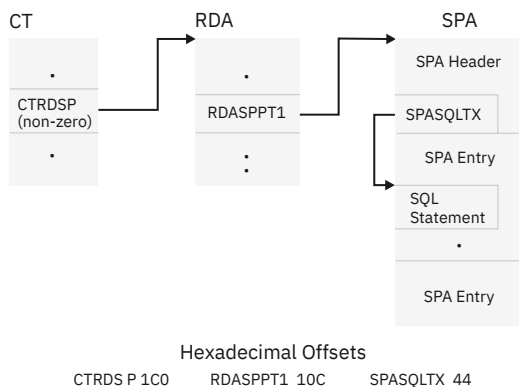 CT
RDA
SPA
CTRDSP
(non-zero)
RDASPPT1
SPA Header
SPASQLTX
SPA Entry
SQL
Statement
SPA Entry
Hexadecimal Offsets
CTRDS P 1C0 RDASPPT1 10C SPASQLTX 44